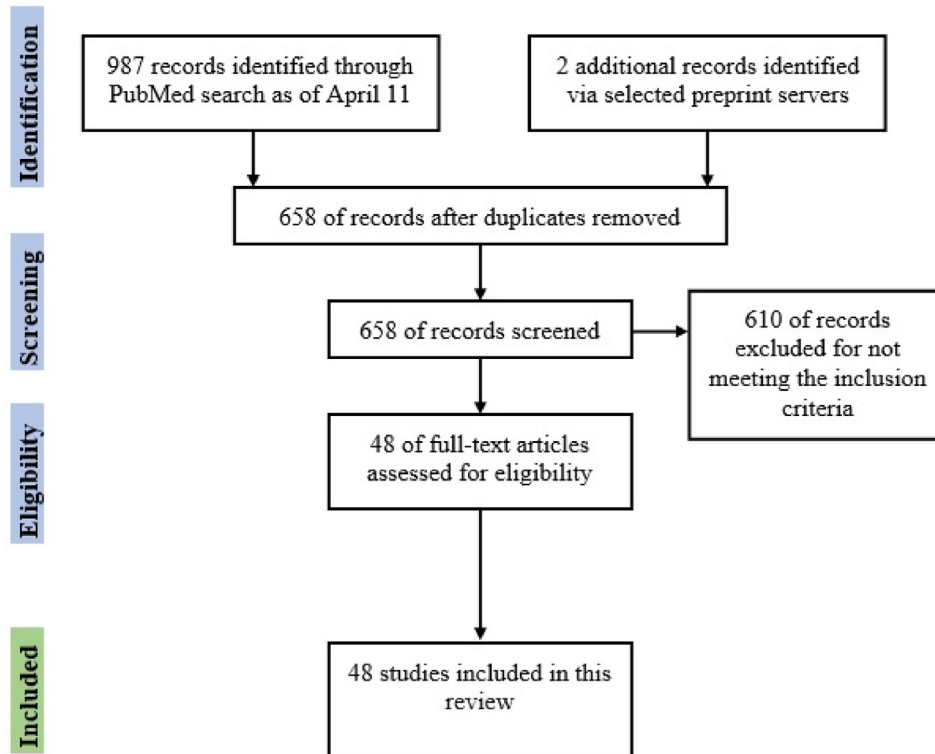 Identification
987 records identified through
PubMed search as of April 11
2 additional records identified
via selected preprint servers
658 of records after duplicates removed
Screening
658 of records screened
610 of records
excluded for not
meeting the inclusion
criteria
Eligibility
48 of full-text articles
assessed for eligibility
Included
48 studies included in this
review